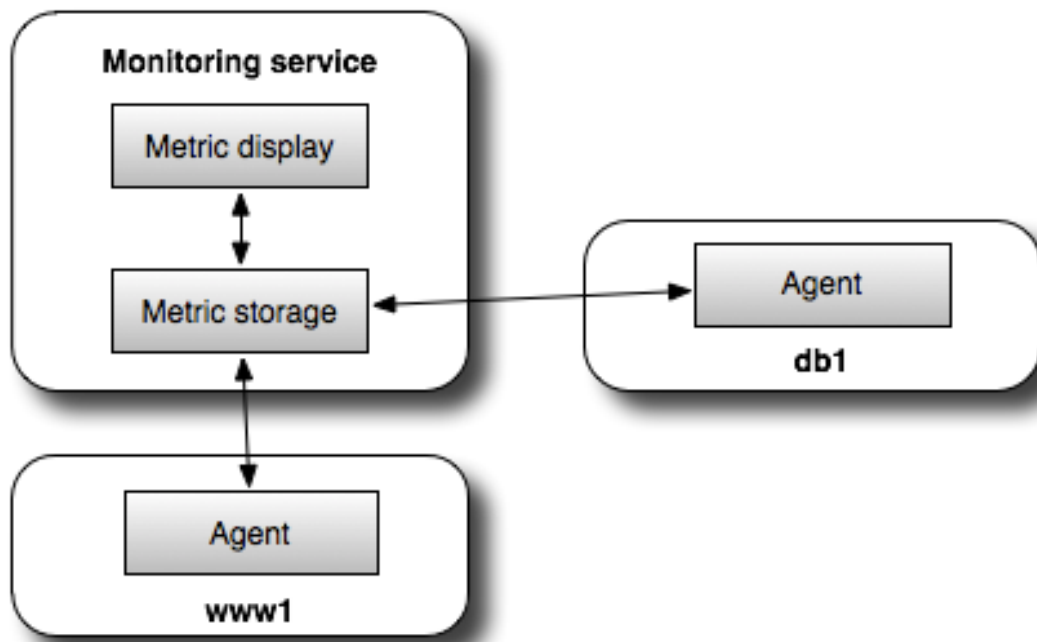 Monitoring service
Metric display
Metric storage
Agent
db1
Agent
www1